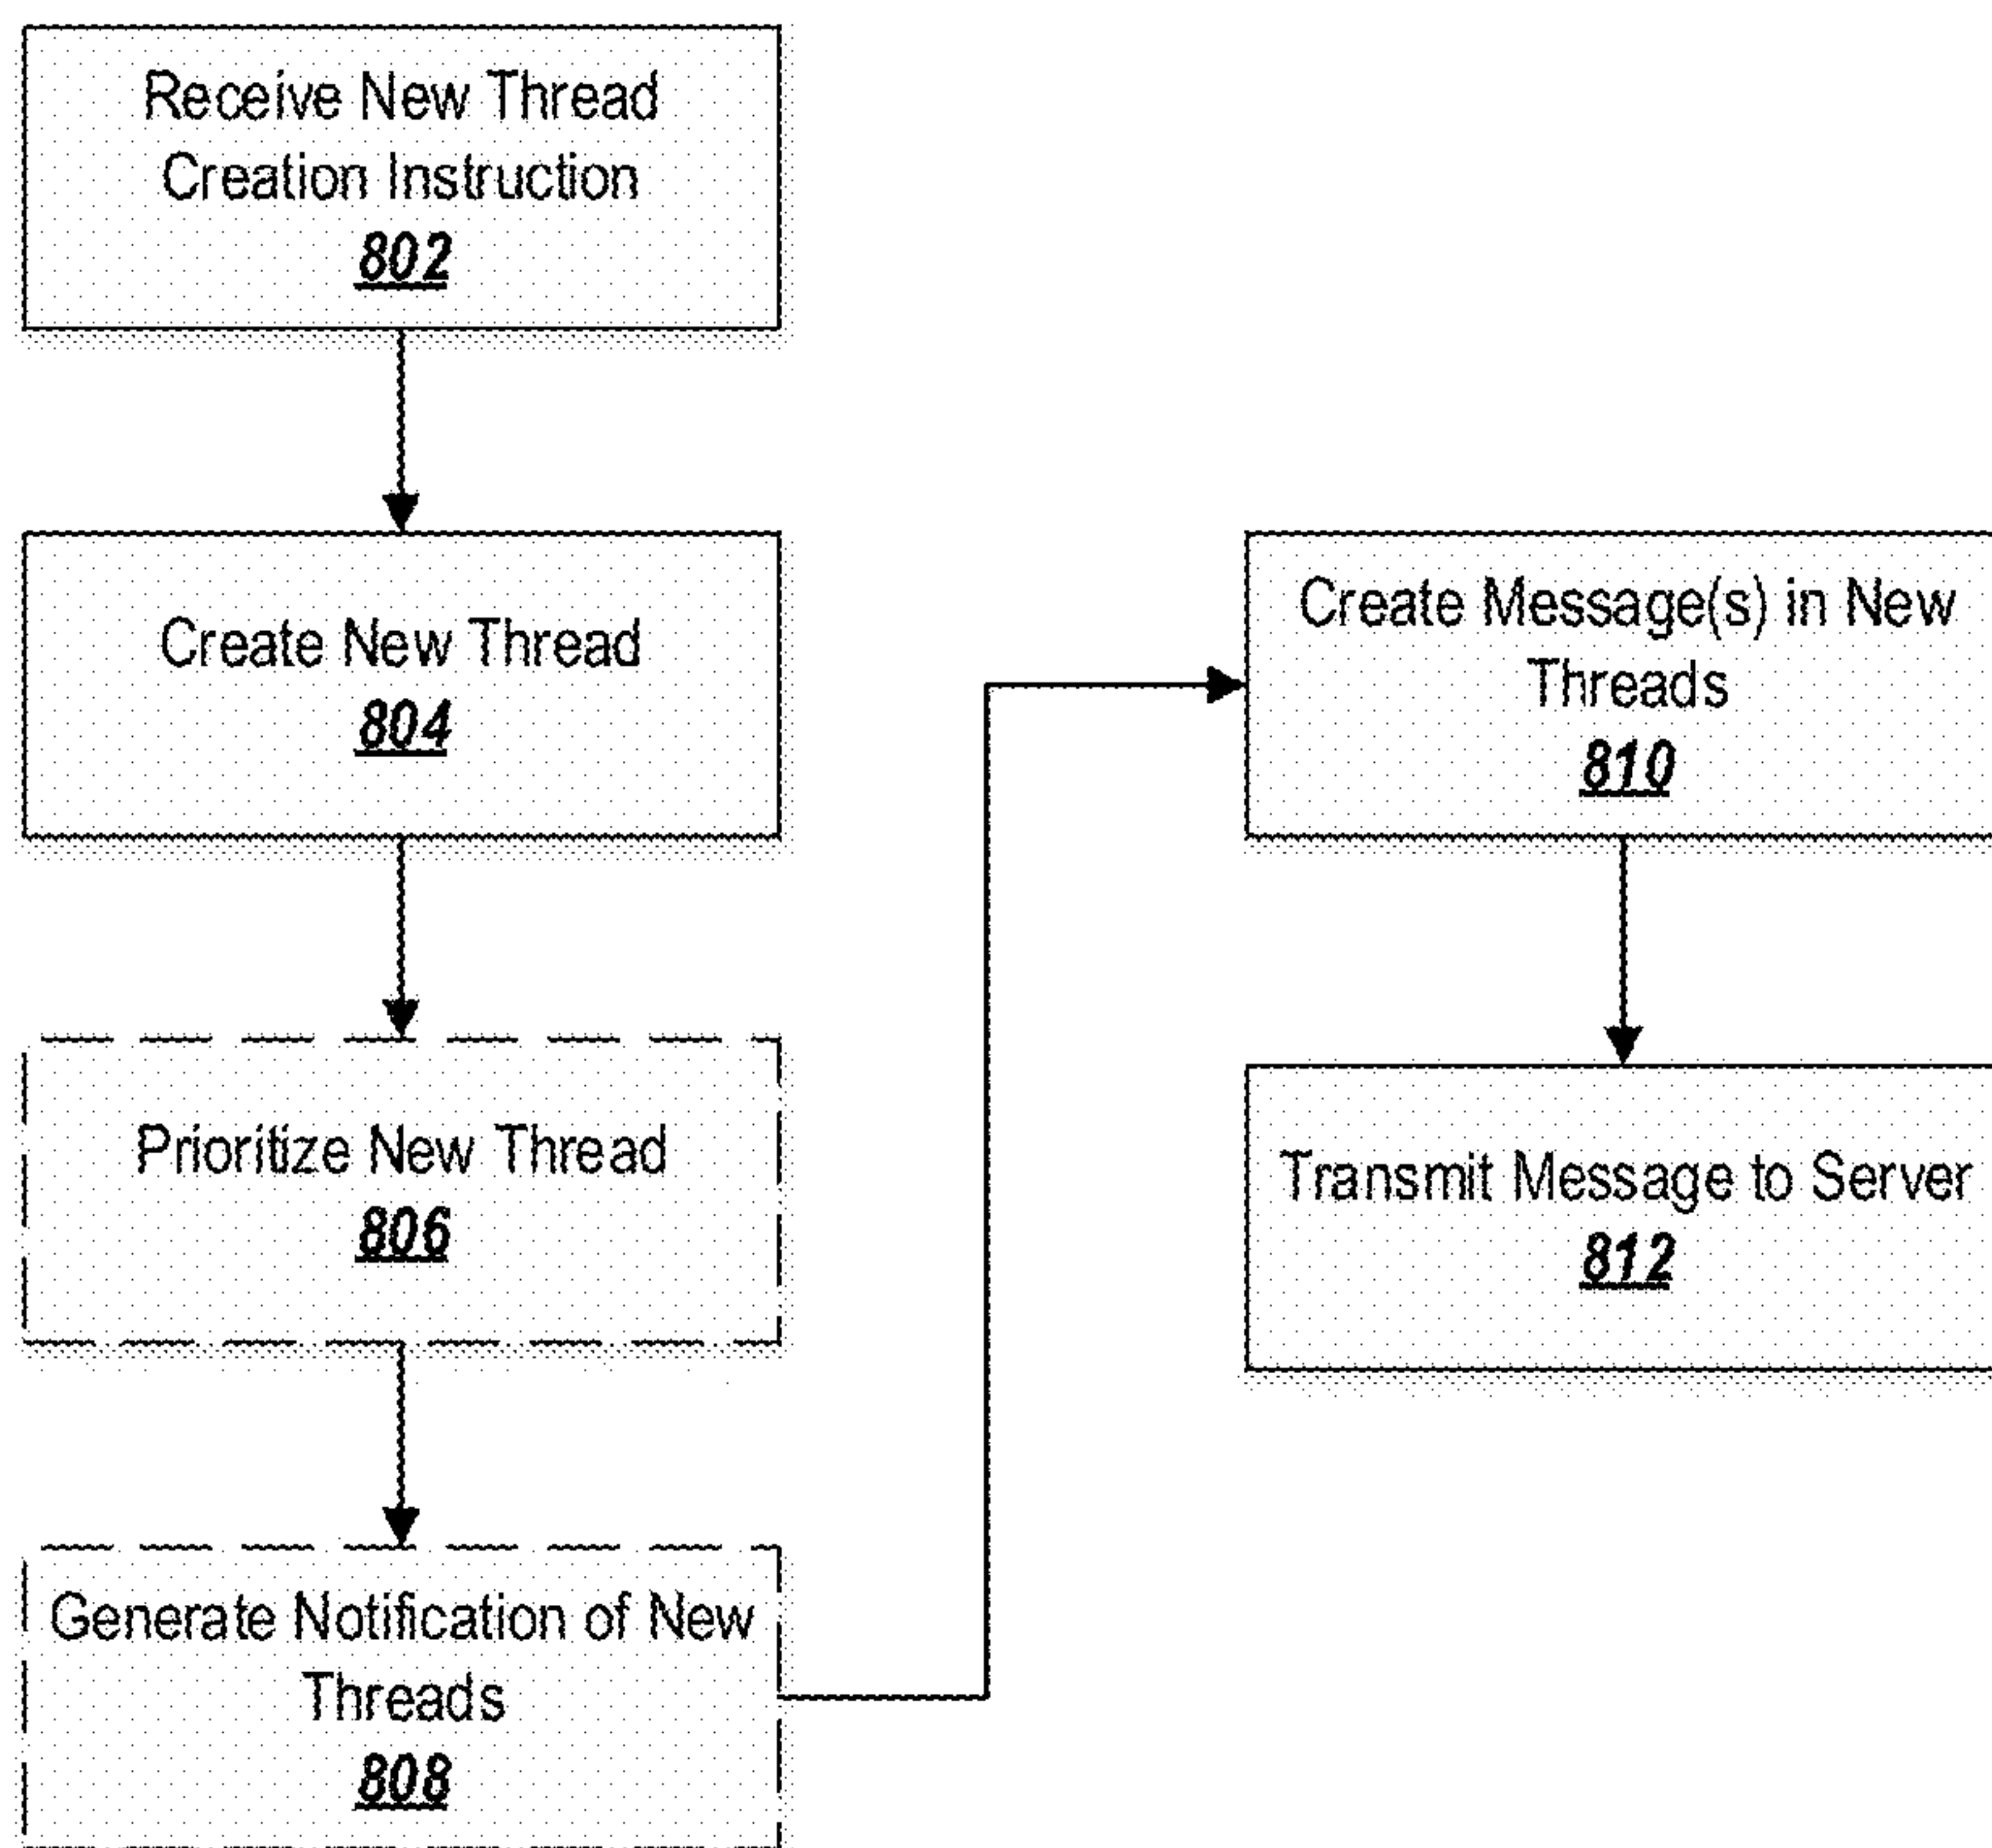 Receive New Thread
Creation Instruction
802
Create New Thread
804
Prioritize New Thread
806
Generate Notification of New
Threads
808
Create Message(s) in New
Threads
810
Transmit Message to Server
812